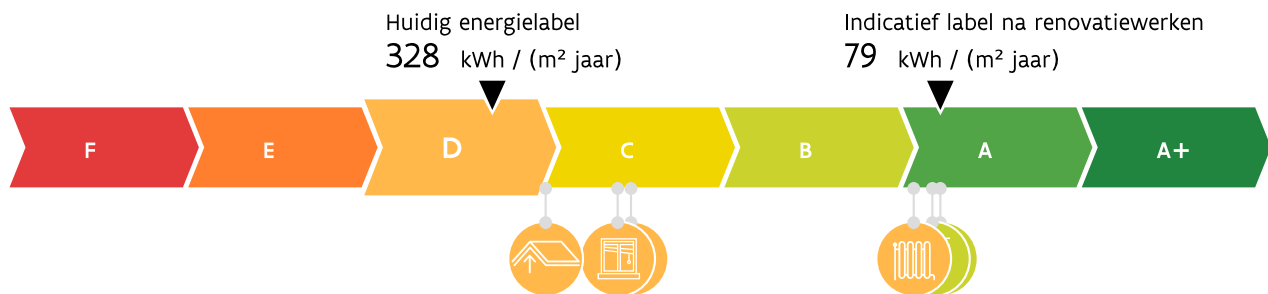 Huidig energielabel
328 kWh / (m² jaar)
Indicatief label na renovatiewerken
79 kWh / (m² jaar)
F E D C B A A+